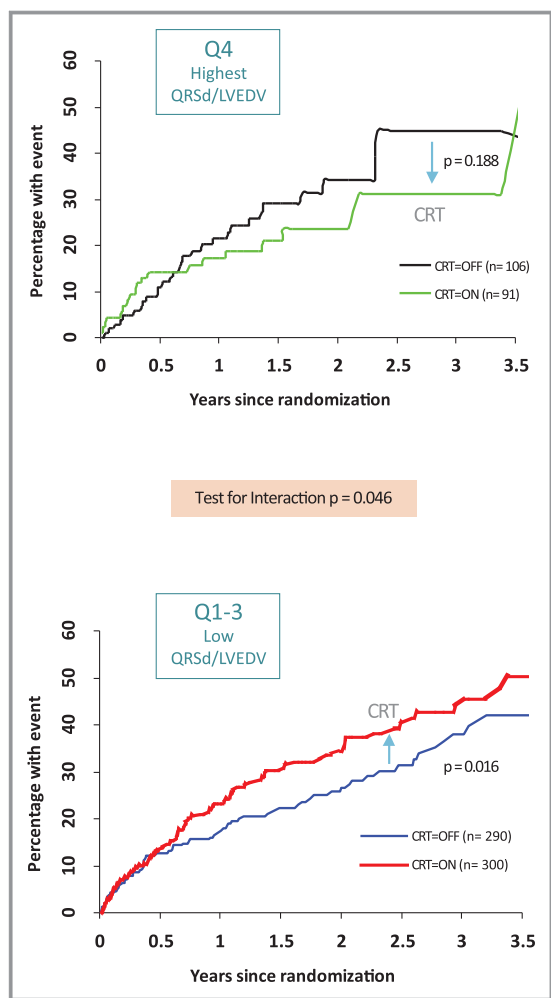 Q4
Highest
QRSd/LVEDV
Percentage with event
60
50
40
30
20
10
0
p = 0.188
CRT
CRT=OFF (n= 106)
CRT=ON (n= 91)
0 0.5 1 1.5 2 2.5 3 3.5
Years since randomization
Test for Interaction p = 0.046
Q1-3
Low
QRSd/LVEDV
Percentage with event
60
50
40
30
20
10
0
CRT
p = 0.016
CRT=OFF (n= 290)
CRT=ON (n= 300)
0 0.5 1 1.5 2 2.5 3 3.5
Years since randomization